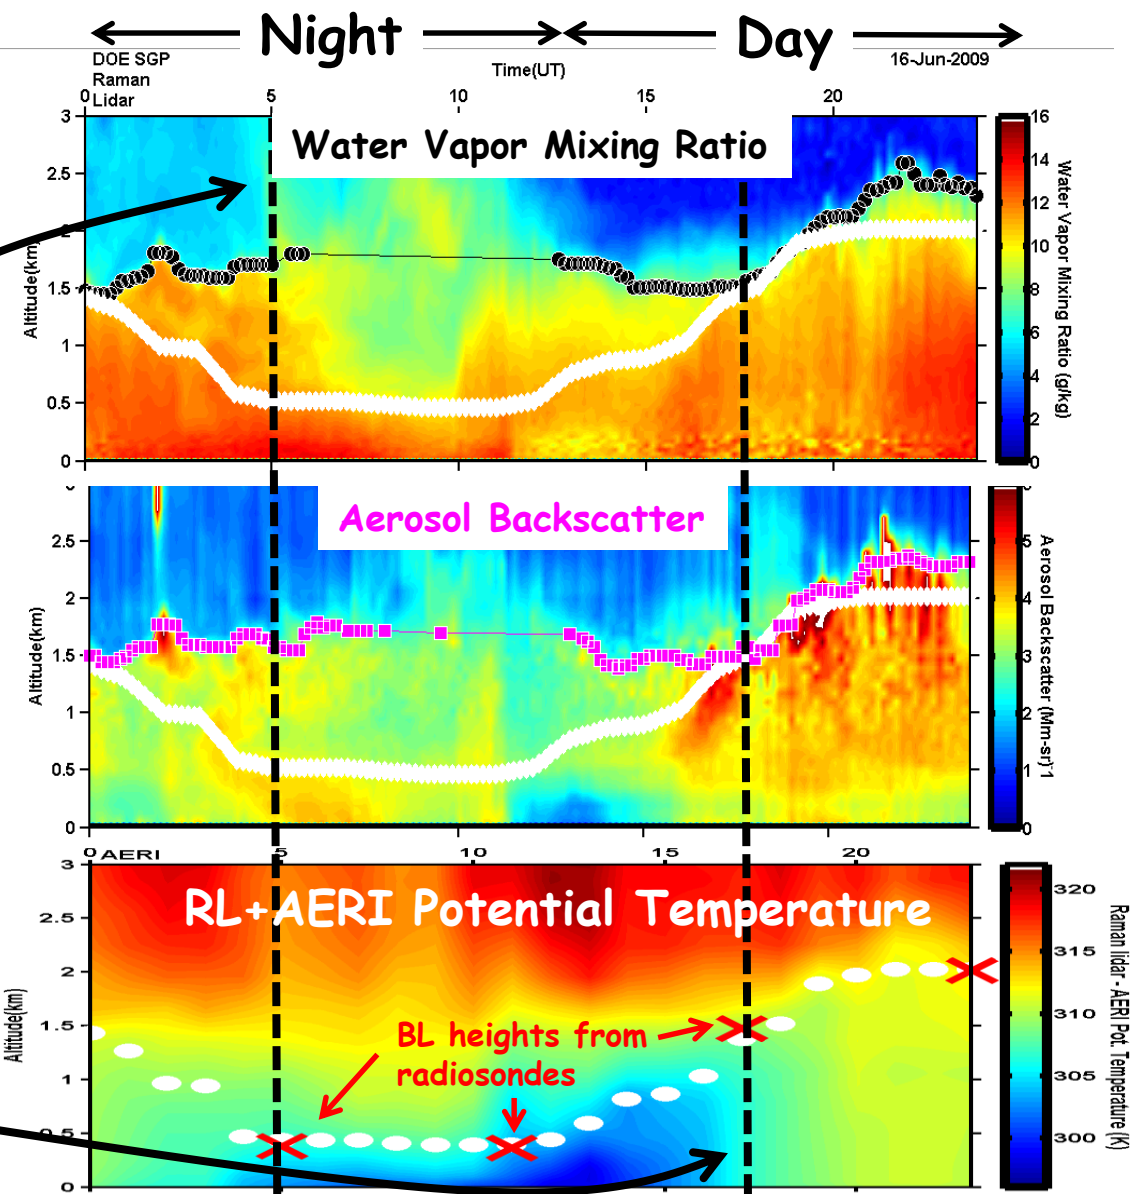 Night
Day
DOE SGP
Raman
Lidar
Time(UT)
16-Jun-2009
0 5 10 15 20
Water Vapor Mixing Ratio
3
2.5
2
1.5
1
0.5
0
Altitude(km)
16
14
12
10
8
6
4
2
0
Water Vapor Mixing Ratio (g/kg)
Aerosol Backscatter
2.5
2
1.5
1
0.5
0
Altitude(km)
5
4
3
2
1
0
Aerosol Backscatter (Mm-sr)-1
0 AERI 5 10 15 20
RL+AERI Potential Temperature
3
2.5
2
1.5
1
0.5
0
Altitude(km)
BL heights from
radiosondes
320
315
310
305
300
Raman lidar - AERI Pot. Temperature (K)